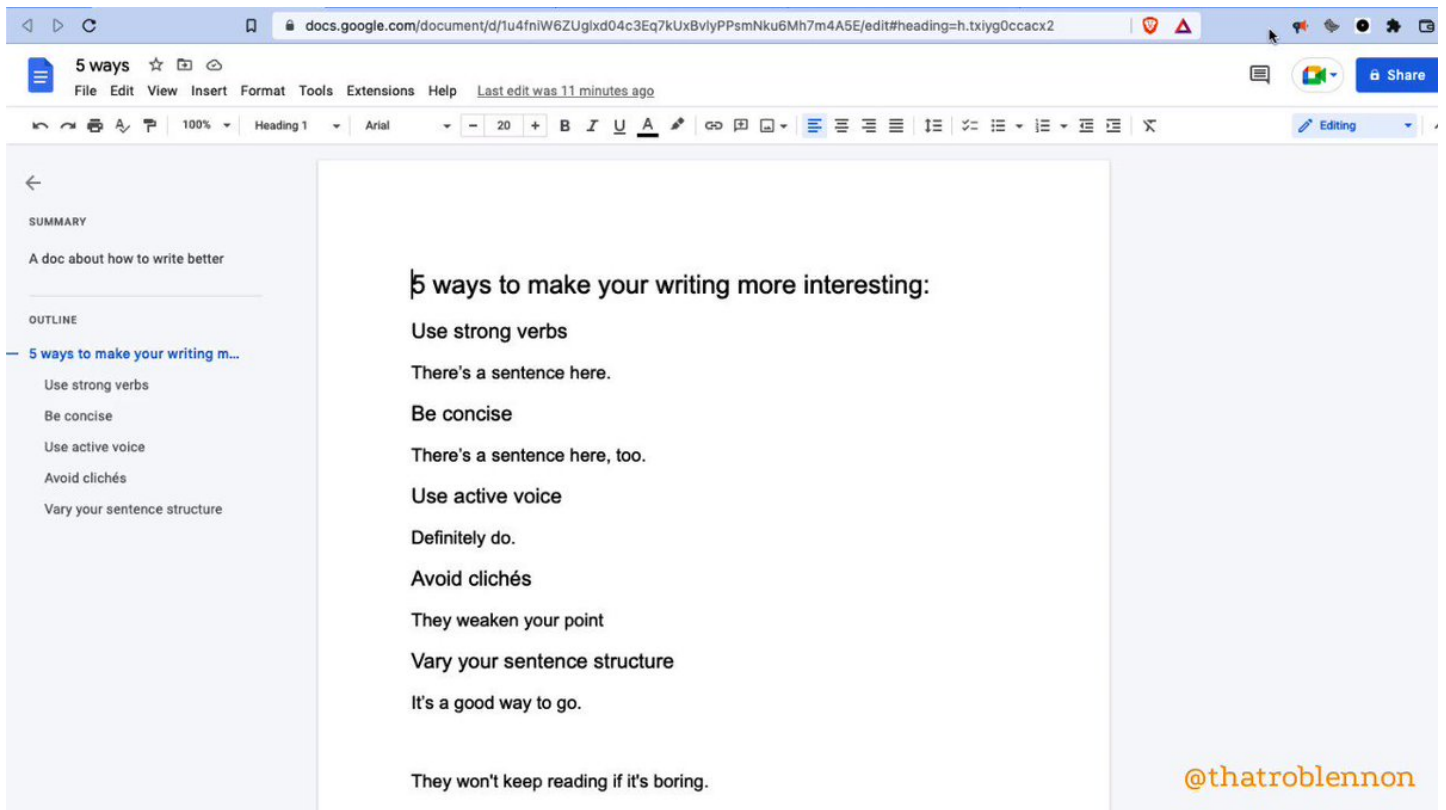 docs.google.com/document/d/1u4fniW6ZUglxd04c3Eq7kUxBvlyPPsmNku6Mh7m4A5E/edit#heading=h.txiyg0ccacx2
5 ways
File Edit View Insert Format Tools Extensions Help Last edit was 11 minutes ago
Share
100% Heading 1 Arial - 20 + B I U A Editing
SUMMARY
A doc about how to write better
OUTLINE
5 ways to make your writing m...
Use strong verbs
Be concise
Use active voice
Avoid clichés
Vary your sentence structure
5 ways to make your writing more interesting:
Use strong verbs
There's a sentence here.
Be concise
There's a sentence here, too.
Use active voice
Definitely do.
Avoid clichés
They weaken your point
Vary your sentence structure
It's a good way to go.
They won't keep reading if it's boring.
@thatroblennon